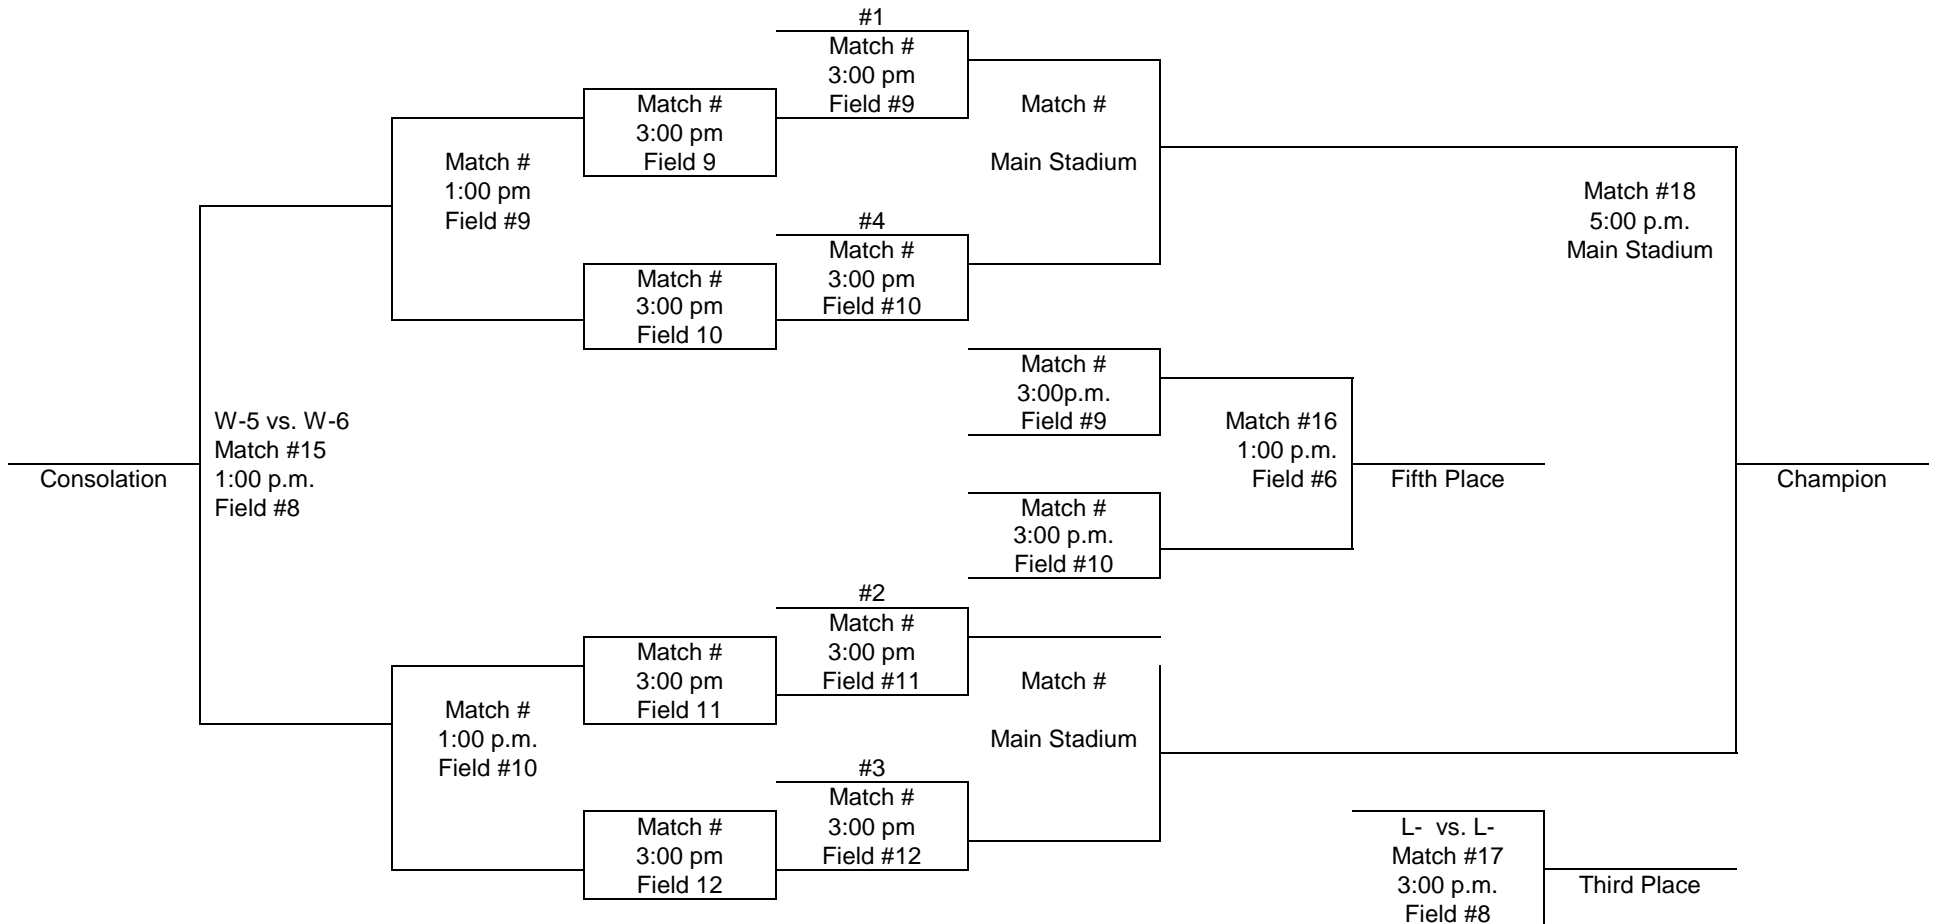 #1
Match #
3:00 pm
Field #9
Match #
3:00 pm
Field 9
Match #
Main Stadium
Match #
1:00 pm
Field #9
Match #18
5:00 p.m.
Main Stadium
#4
Match #
3:00 pm
Field #10
Match #
3:00 pm
Field 10
Match #
3:00p.m.
Field #9
W-5 vs. W-6
Match #15
1:00 p.m.
Field #8
Consolation
Match #16
1:00 p.m.
Field #6
Fifth Place
Champion
Match #
3:00 p.m.
Field #10
#2
Match #
3:00 pm
Field #11
Match #
3:00 pm
Field 11
Match #
Main Stadium
Match #
1:00 p.m.
Field #10
#3
Match #
3:00 pm
Field #12
Match #
3:00 pm
Field 12
L- vs. L-
Match #17
3:00 p.m.
Field #8
Third Place